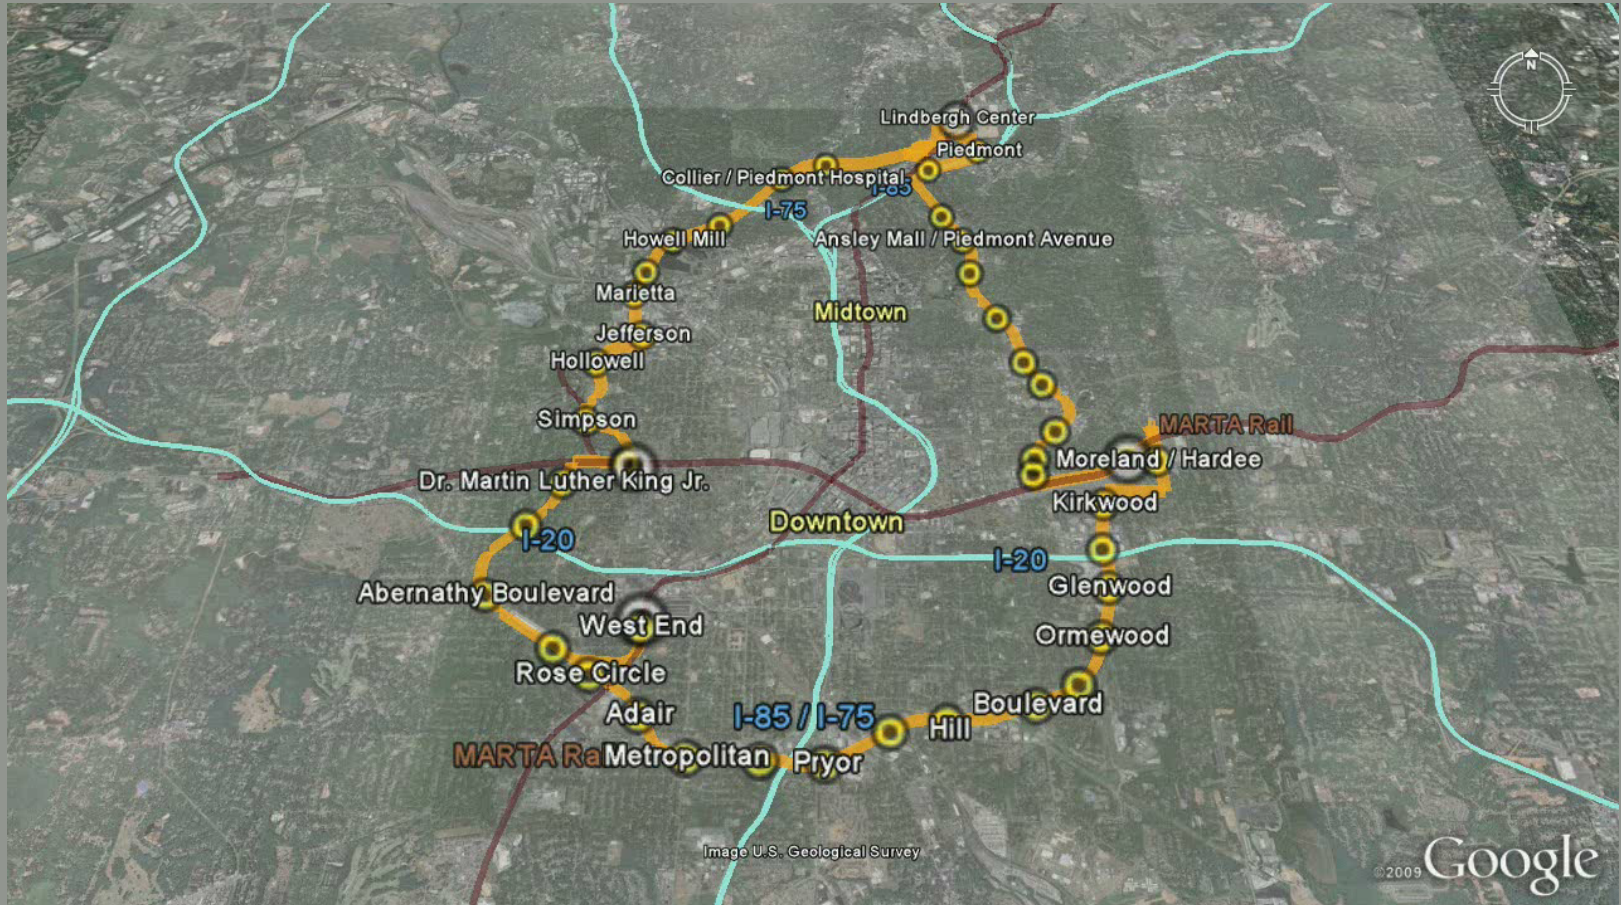 N
Lindbergh Center
Piedmont
Collier / Piedmont Hospital
I-85
I-75
Howell Mill
Ansley Mall / Piedmont Avenue
Marietta
Midtown
Jefferson
Hollowell
Simpson
MARTA Rail
Moreland / Hardee
Dr. Martin Luther King Jr.
Kirkwood
Downtown
I-20
I-20
Glenwood
Abernathy Boulevard
West End
Ormewood
Rose Circle
Boulevard
Adair
I-85 / I-75
Hill
MARTA Ra
Metropolitan
Pryor
Image U.S. Geological Survey
©2009 Google